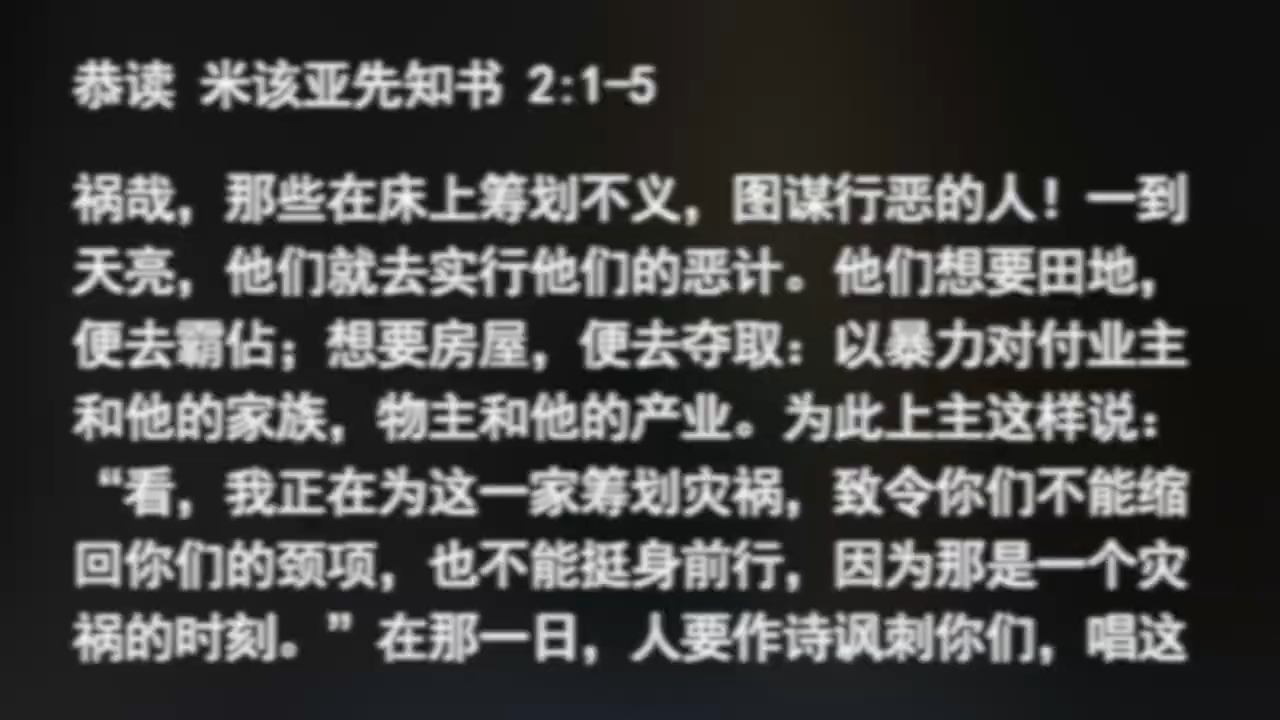 恭读 米该亚先知书 2:1-5
祸哉，那些在床上筹划不义，图谋行恶的人！一到
天亮，他们就去实行他们的恶计。他们想要田地，
便去霸佔；想要房屋，便去夺取：以暴力对付业主
和他的家族，物主和他的产业。为此上主这样说：
“看，我正在为这一家筹划灾祸，致令你们不能缩
回你们的颈项，也不能挺身前行，因为那是一个灾
祸的时刻。”在那一日，人要作诗讽刺你们，唱这